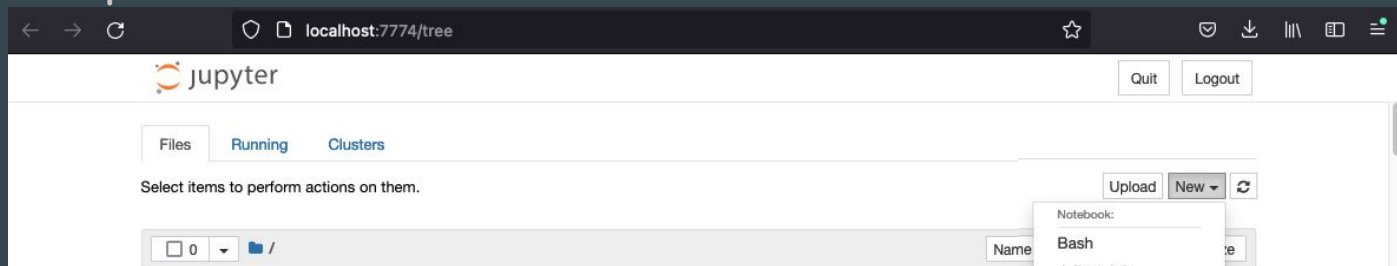 localhost:7774/tree
jupyter
Quit Logout
Files Running Clusters
Select items to perform actions on them.
Upload New
Notebook:
0 / Name
Bash